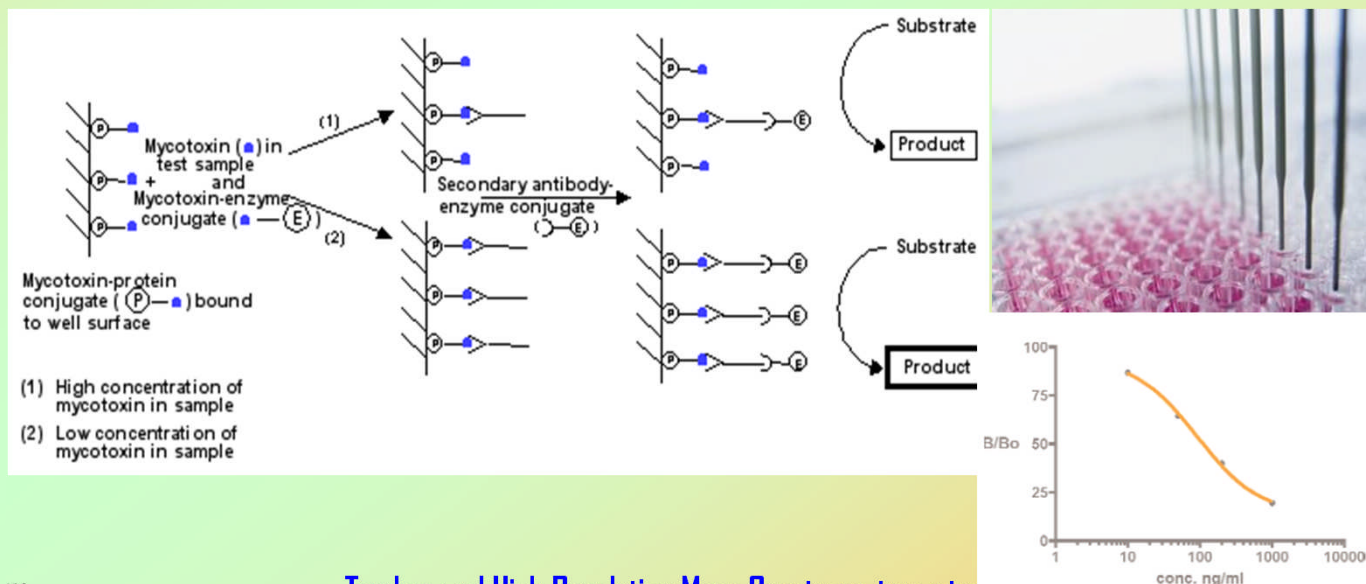 Mycotoxin ( ) in
test sample
+ and
Mycotoxin-enzyme
conjugate ( — E )
Mycotoxin-protein
conjugate ( P — ) bound
to well surface
(1) High concentration of
mycotoxin in sample
(2) Low concentration of
mycotoxin in sample
P
P
P
(1)
(2)
P
P
P
P
P
P
Secondary antibody-
enzyme conjugate
( E )
P
P E
P
P E
P E
P E
Substrate
Product
Substrate
Product
100
75
B/Bo 50
25
0
1 10 100 1000 10000
conc. ng/ml